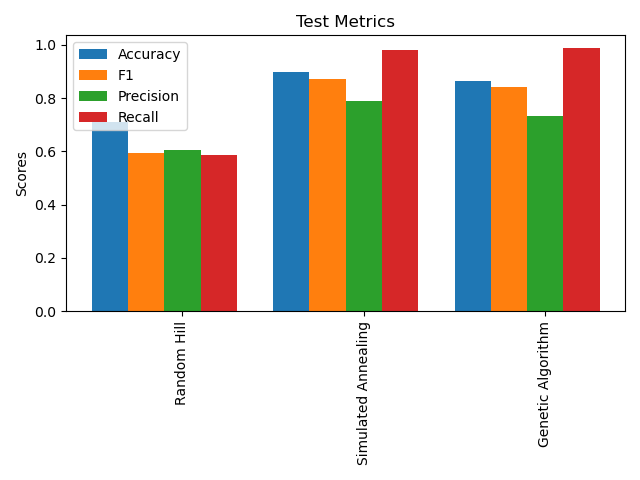 Test Metrics
Accuracy
F1
Precision
Recall
Scores
1.0
0.8
0.6
0.4
0.2
0.0
Random Hill
Simulated Annealing
Genetic Algorithm